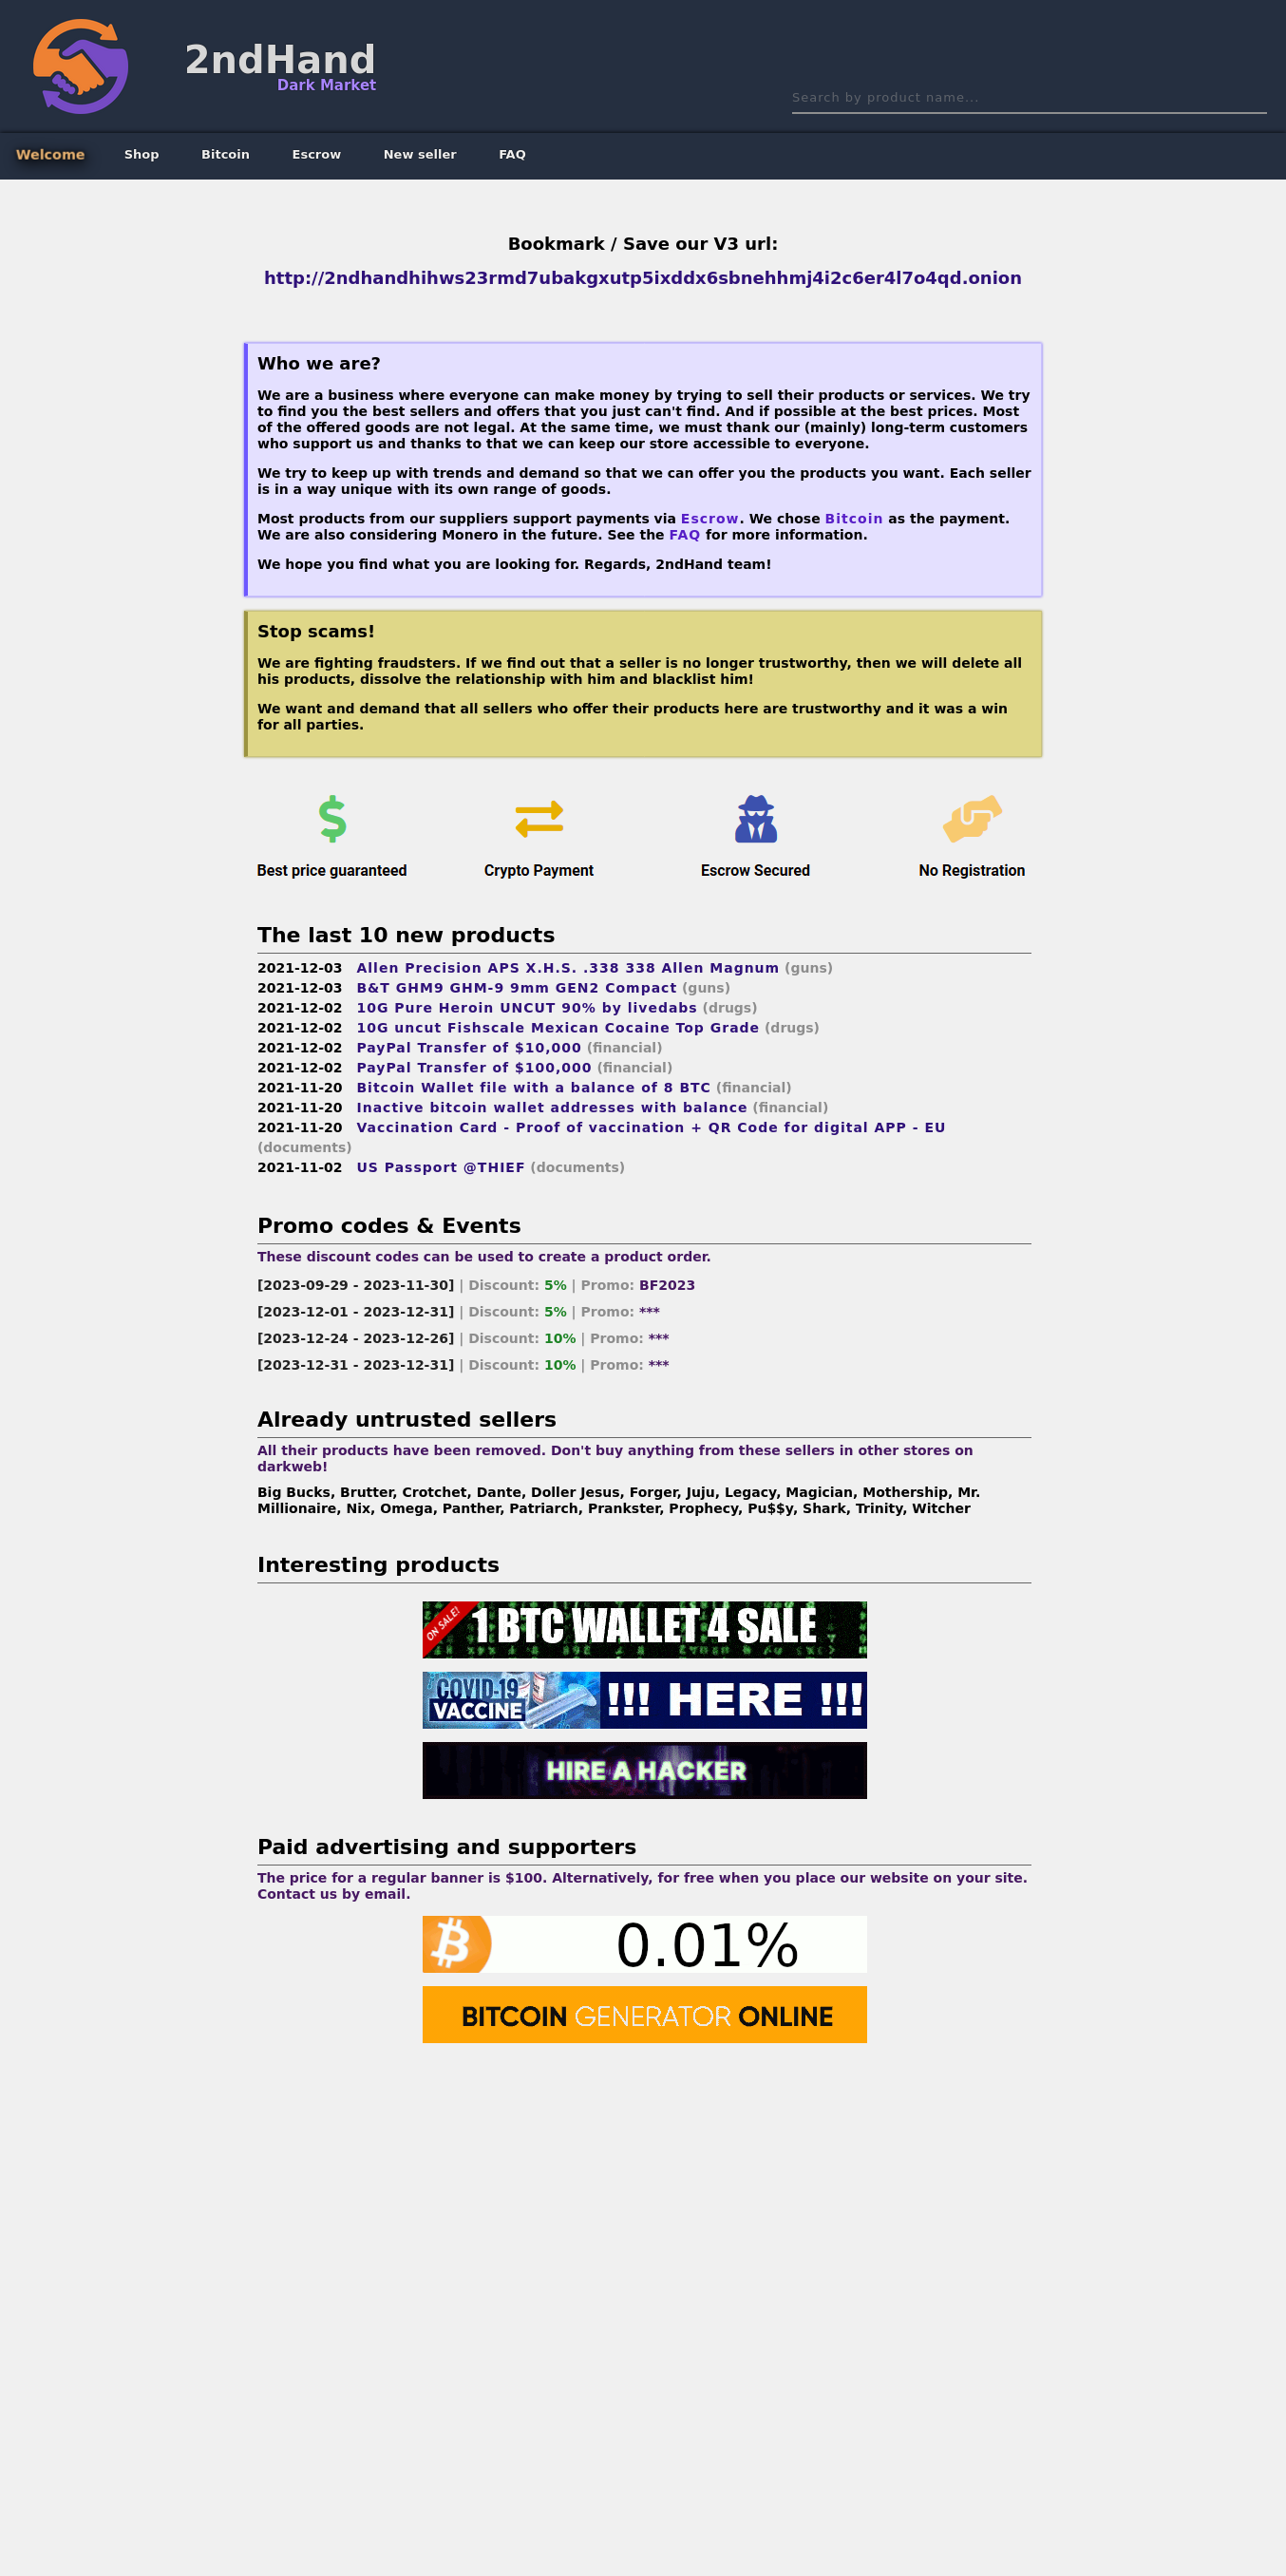 2ndHand
Dark Market
Search by product name...
Welcome Shop Bitcoin Escrow New seller FAQ
Bookmark / Save our V3 url:
http://2ndhandhihws23rmd7ubakgxutp5ixddx6sbnehhmj4i2c6er4l7o4qd.onion
Who we are?
We are a business where everyone can make money by trying to sell their products or services. We try
to find you the best sellers and offers that you just can't find. And if possible at the best prices. Most
of the offered goods are not legal. At the same time, we must thank our (mainly) long-term customers
who support us and thanks to that we can keep our store accessible to everyone.
We try to keep up with trends and demand so that we can offer you the products you want. Each seller
is in a way unique with its own range of goods.
Most products from our suppliers support payments via Escrow. We chose Bitcoin as the payment.
We are also considering Monero in the future. See the FAQ for more information.
We hope you find what you are looking for. Regards, 2ndHand team!
Stop scams!
We are fighting fraudsters. If we find out that a seller is no longer trustworthy, then we will delete all
his products, dissolve the relationship with him and blacklist him!
We want and demand that all sellers who offer their products here are trustworthy and it was a win
for all parties.
Best price guaranteed Crypto Payment Escrow Secured No Registration
The last 10 new products
2021-12-03 Allen Precision APS X.H.S. .338 338 Allen Magnum (guns)
2021-12-03 B&T GHM9 GHM-9 9mm GEN2 Compact (guns)
2021-12-02 10G Pure Heroin UNCUT 90% by livedabs (drugs)
2021-12-02 10G uncut Fishscale Mexican Cocaine Top Grade (drugs)
2021-12-02 PayPal Transfer of $10,000 (financial)
2021-12-02 PayPal Transfer of $100,000 (financial)
2021-11-20 Bitcoin Wallet file with a balance of 8 BTC (financial)
2021-11-20 Inactive bitcoin wallet addresses with balance (financial)
2021-11-20 Vaccination Card - Proof of vaccination + QR Code for digital APP - EU
(documents)
2021-11-02 US Passport @THIEF (documents)
Promo codes & Events
These discount codes can be used to create a product order.
[2023-09-29 - 2023-11-30] | Discount: 5% | Promo: BF2023
[2023-12-01 - 2023-12-31] | Discount: 5% | Promo: ***
[2023-12-24 - 2023-12-26] | Discount: 10% | Promo: ***
[2023-12-31 - 2023-12-31] | Discount: 10% | Promo: ***
Already untrusted sellers
All their products have been removed. Don't buy anything from these sellers in other stores on
darkweb!
Big Bucks, Brutter, Crotchet, Dante, Doller Jesus, Forger, Juju, Legacy, Magician, Mothership, Mr.
Millionaire, Nix, Omega, Panther, Patriarch, Prankster, Prophecy, Pu$$y, Shark, Trinity, Witcher
Interesting products
ON SALE! 1 BTC WALLET 4 SALE
COVID-19
VACCINE !!! HERE !!!
HIRE A HACKER
Paid advertising and supporters
The price for a regular banner is $100. Alternatively, for free when you place our website on your site.
Contact us by email.
0.01%
BITCOIN GENERATOR ONLINE